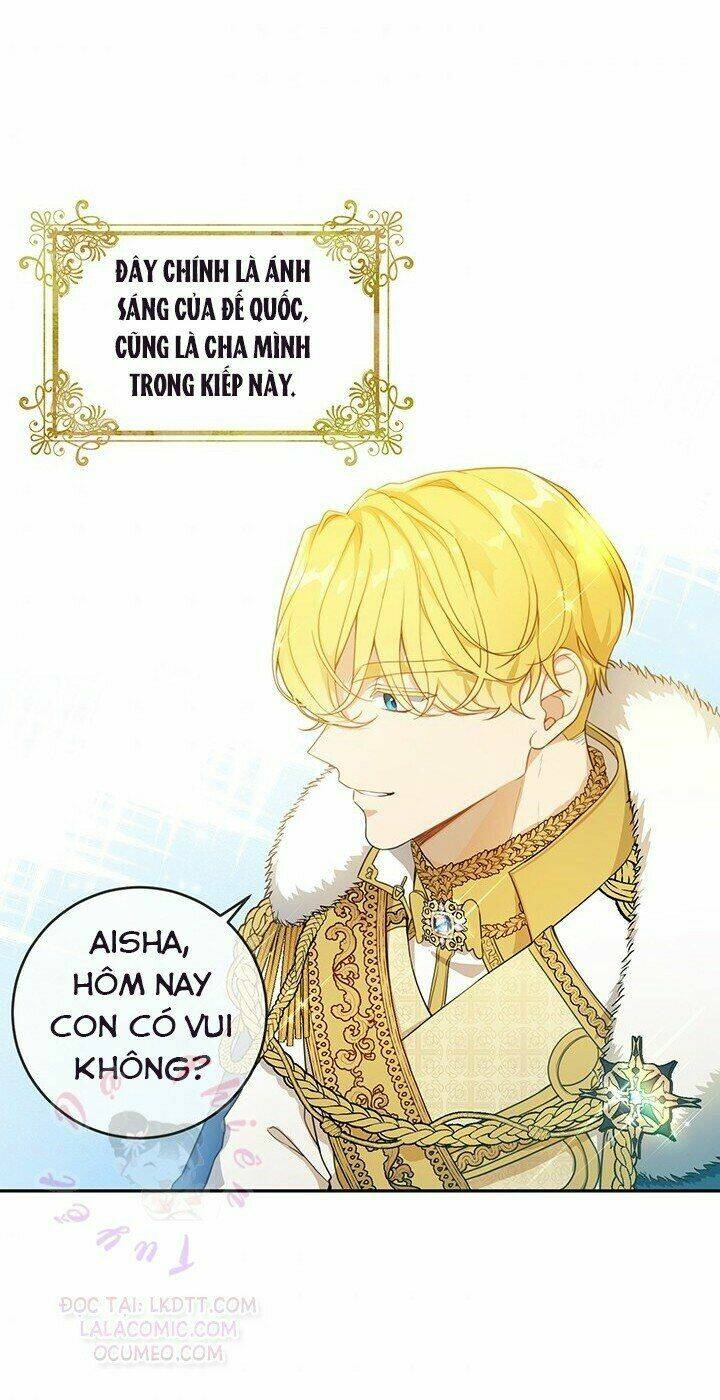 ĐÂY CHÍNH LÀ ÁNH
SÁNG CỦA ĐẾ QUỐC,
CŨNG LÀ CHA MÌNH
TRONG KIẾP NÀY.
AISHA,
HÔM NAY
CON CÓ VUI
KHÔNG?
ĐỌC TẠI: LKDTT.COM
LALACOMIC.COM
OCUMEO.COM